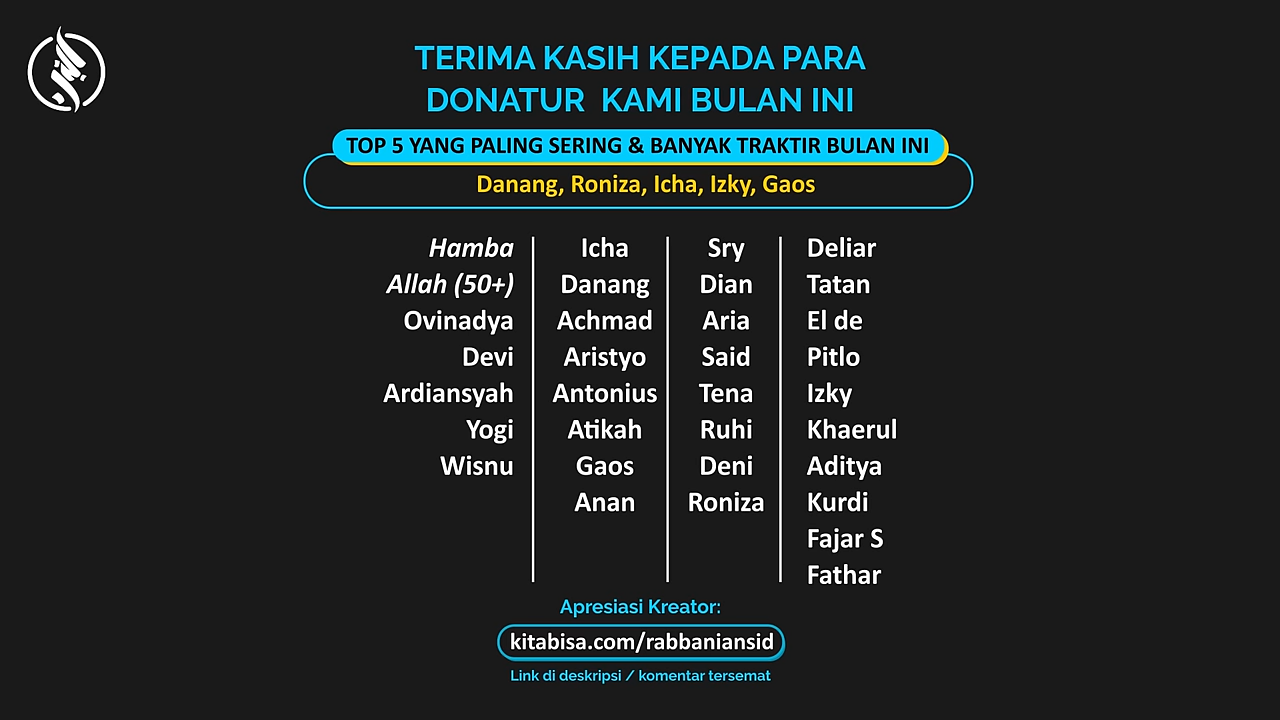 TERIMA KASIH KEPADA PARA
DONATUR KAMI BULAN INI
TOP 5 YANG PALING SERING & BANYAK TRAKTIR BULAN INI
Danang, Roniza, Icha, Izky, Gaos
Hamba
Allah (50+)
Ovinadya
Devi
Ardiansyah
Yogi
Wisnu
Icha
Danang
Achmad
Aristyo
Antonius
Atikah
Gaos
Anan
Sry
Dian
Aria
Said
Tena
Ruhi
Deni
Roniza
Deliar
Tatan
El de
Pitlo
Izky
Khaerul
Aditya
Kurdi
Fajar S
Fathar
Apresiasi Kreator:
kitabisa.com/rabbaniansid
Link di deskripsi / komentar tersemat